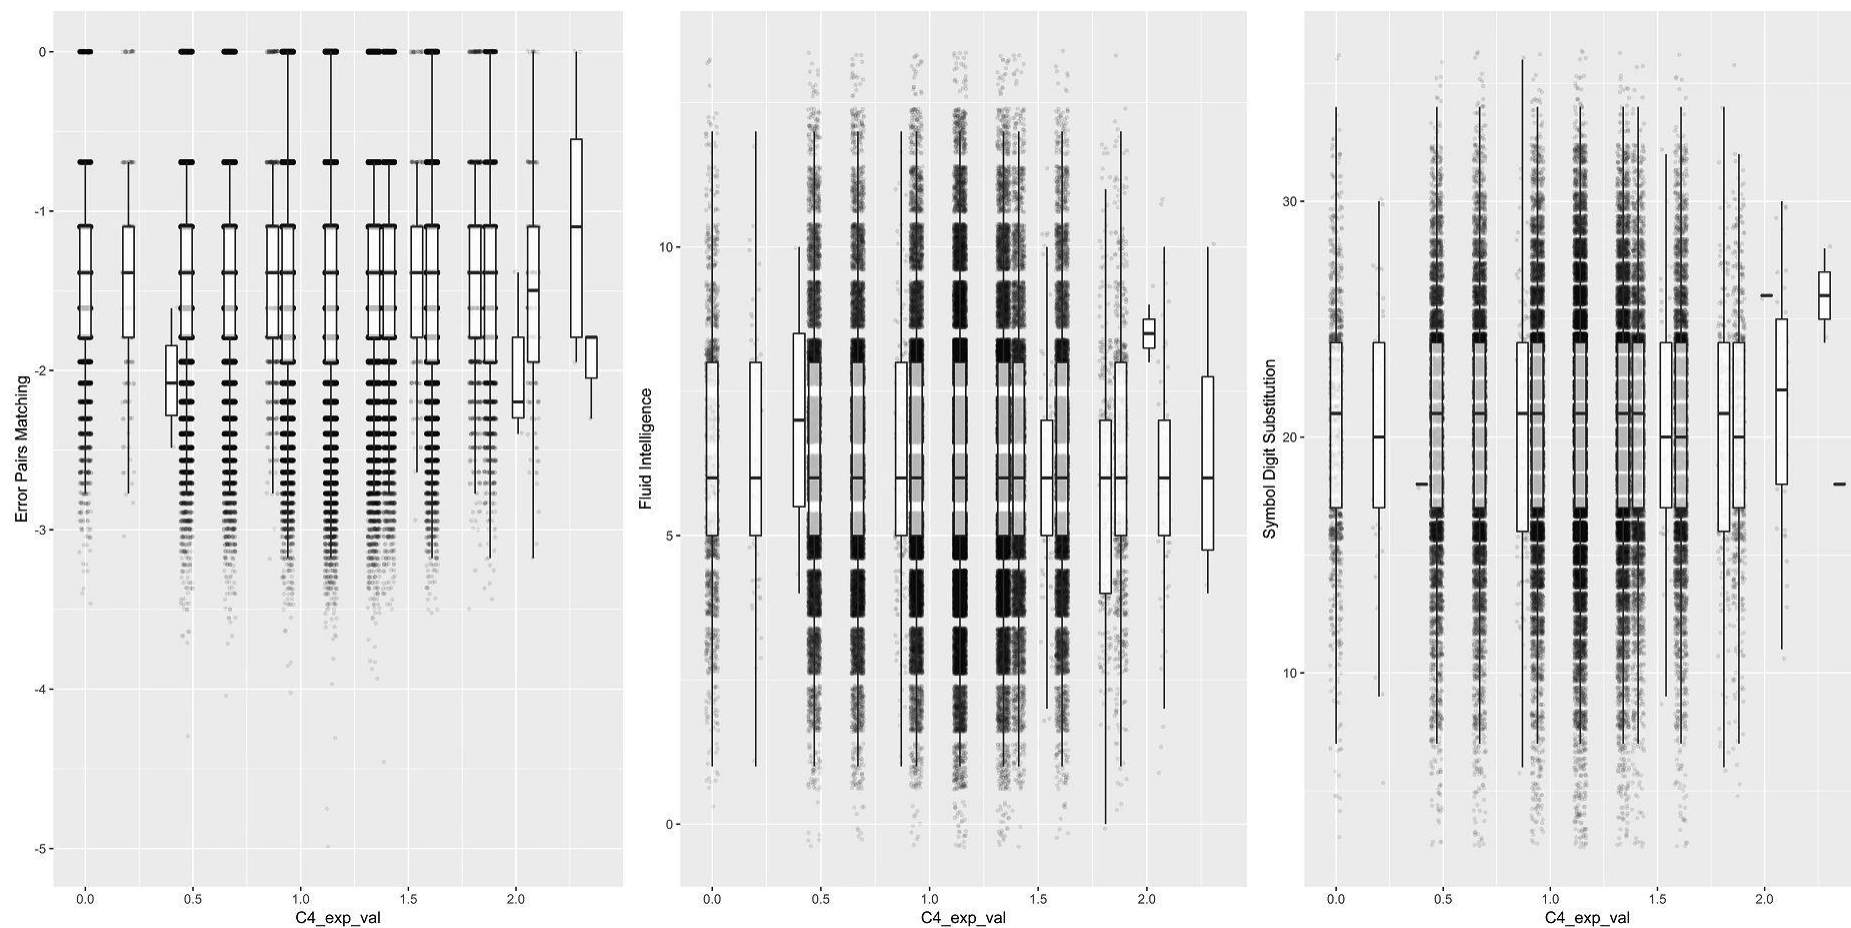 Error Pairs Matching
0
-1
-2
-3
-4
-5
0.0 0.5 1.0 1.5 2.0
C4_exp_val
Fluid Intelligence
10
5
0
0.0 0.5 1.0 1.5 2.0
C4_exp_val
Symbol Digit Substitution
30
20
10
0.0 0.5 1.0 1.5 2.0
C4_exp_val